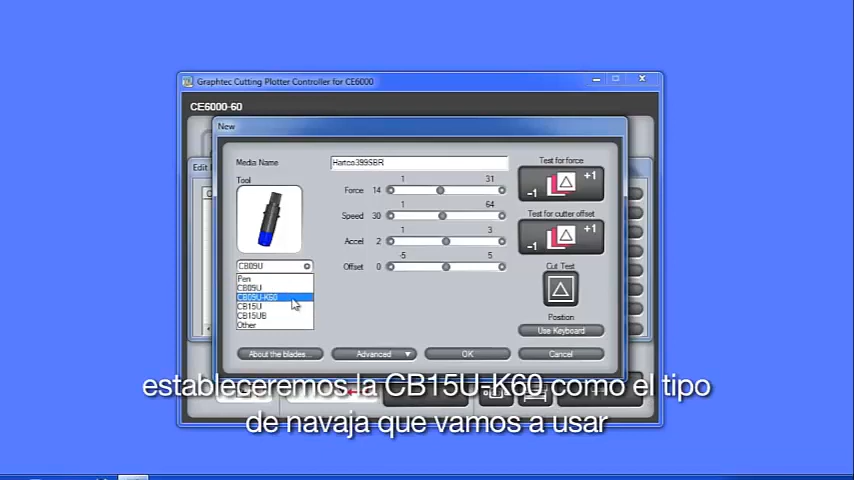 Graphtec Cutting Plotter Controller for CE6000
CE6000-60
New
Edit
Media Name
Hartco399SBR
Tool
CB09U
Pen
CB09U
CB09U-K60
CB15U
CB15UB
Other
1 31
Force 14
1 64
Speed 30
1 3
Accel 2
-5 5
Offset 0
Test for force
-1 +1
Test for cutter offset
-1 +1
Cut Test
Position
Use Keyboard
About the blades...
Advanced
OK
Cancel
estableceremos la CB15U-K60 como el tipo
de navaja que vamos a usar